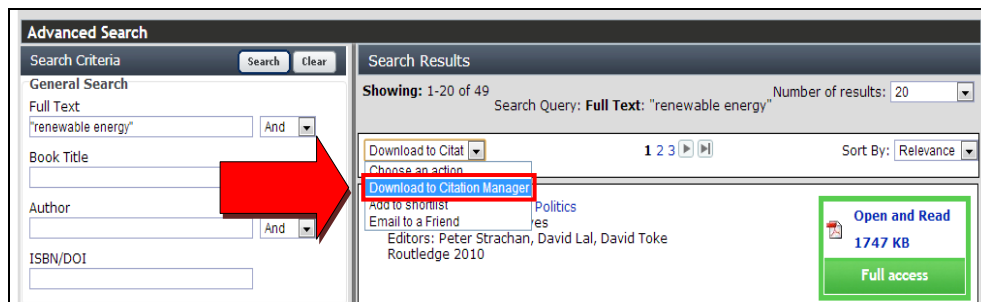 Advanced Search
Search Criteria
Search
Clear
General Search
Full Text
"renewable energy"
And
Book Title
Author
And
ISBN/DOI
Search Results
Showing: 1-20 of 49
Number of results: 20
Search Query: Full Text: "renewable energy"
Download to Citat
1 2 3
Sort By: Relevance
Choose an action
Download to Citation Manager
Add to shortlist
Email to a Friend
Politics
Editors: Peter Strachan, David Lal, David Toke
Routledge 2010
Open and Read
1747 KB
Full access